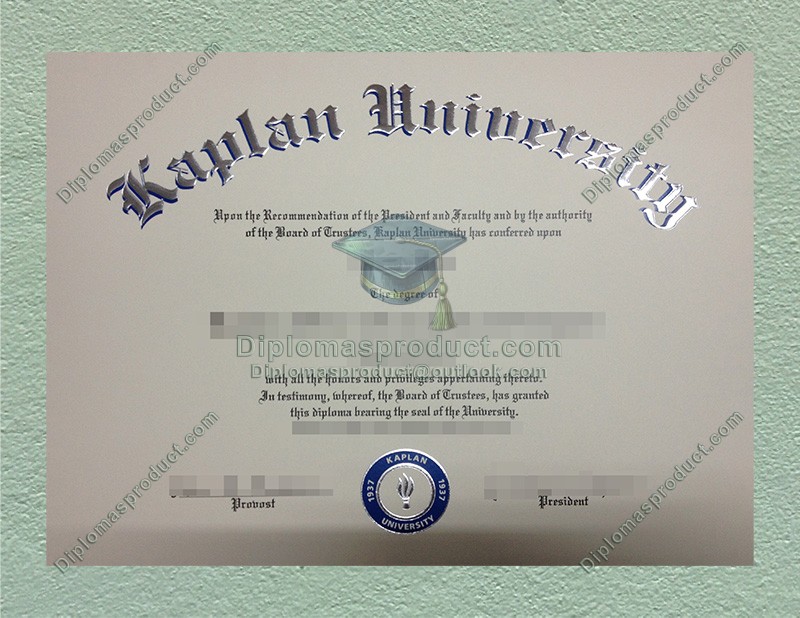 Diplomasproduct.com
Diplomasproduct.com
Kaplan University
Upon the Recommendation of the President and Faculty and by the authority
of the Board of Trustees, Kaplan University has conferred upon
The degree of
Diplomasproduct.com
Diplomasproduct@outlook.com
with all the honors and privileges appertaining thereto.
In testimony, whereof, the Board of Trustees, has granted
this diploma bearing the seal of the University.
KAPLAN
1937 1937
UNIVERSITY
Provost
President
Diplomasproduct.com
Diplomasproduct.com